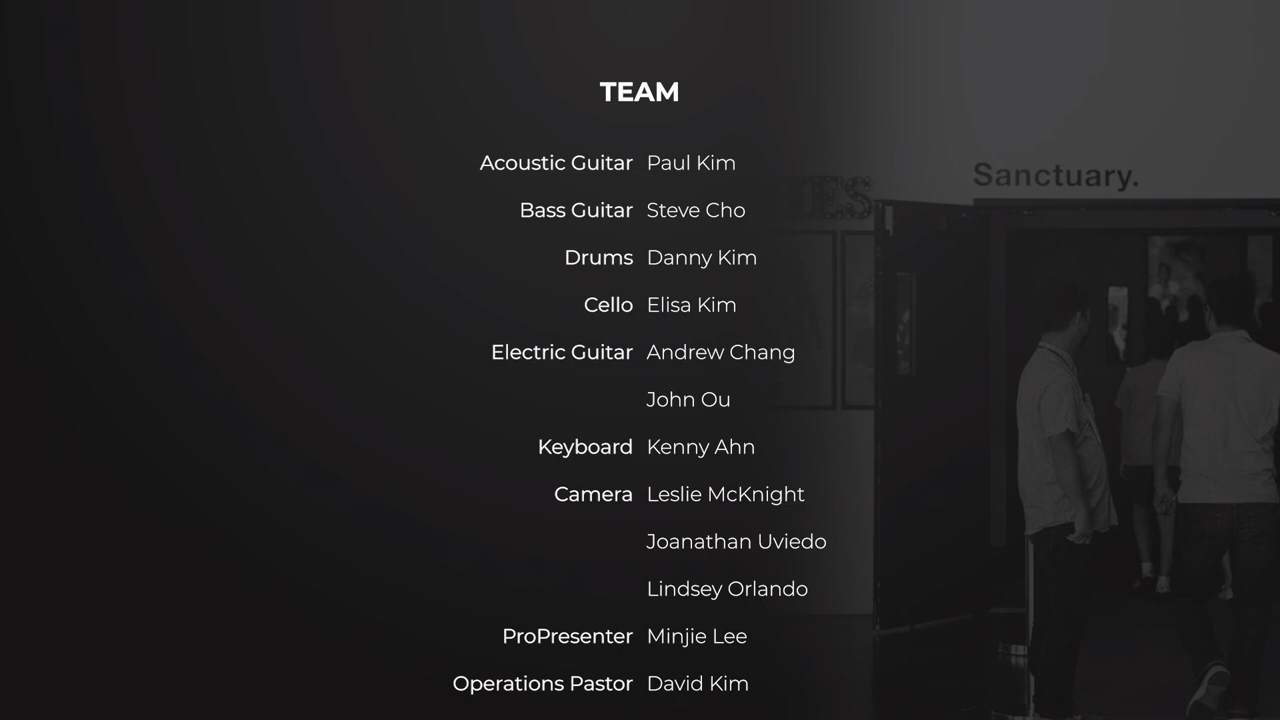 TEAM
Acoustic Guitar Paul Kim
Bass Guitar Steve Cho
Drums Danny Kim
Cello Elisa Kim
Electric Guitar Andrew Chang
John Ou
Keyboard Kenny Ahn
Camera Leslie McKnight
Joanathan Uviedo
Lindsey Orlando
ProPresenter Minjie Lee
Operations Pastor David Kim
Sanctuary.